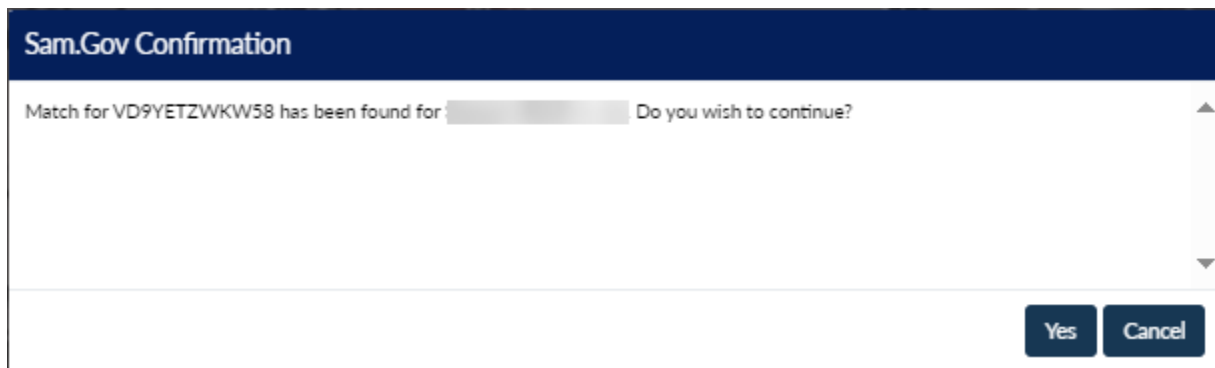 Sam.Gov Confirmation
Match for VD9YETZWKW58 has been found for Do you wish to continue?
Yes Cancel